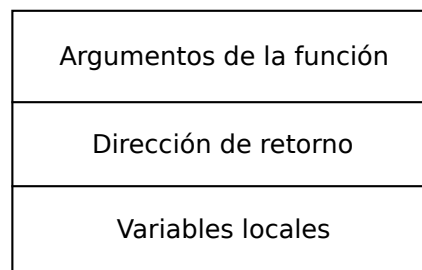 Argumentos de la función
Dirección de retorno
Variables locales